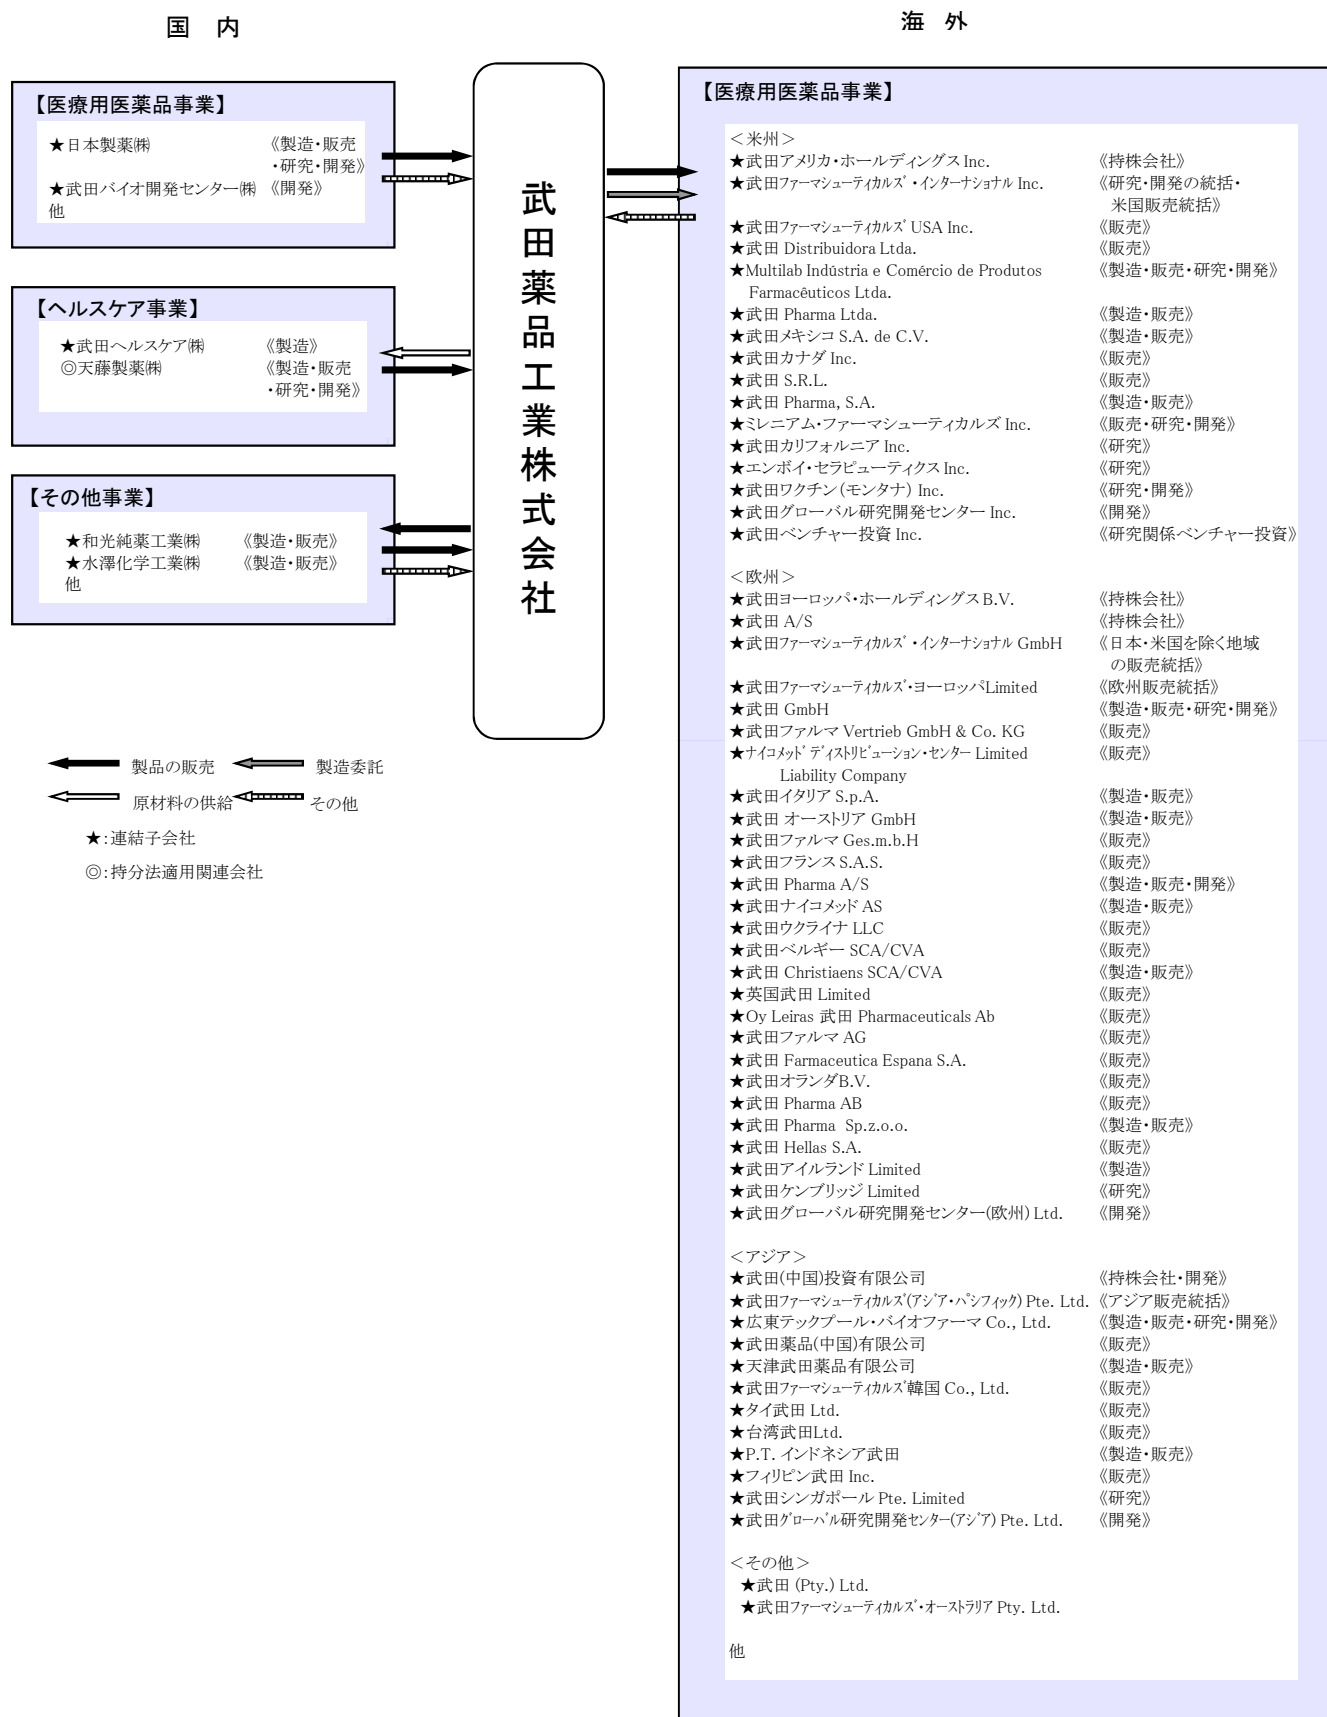 国 内
海 外
【医療用医薬品事業】
★日本製薬㈱ 《製造・販売
・研究・開発》
★武田バイオ開発センター㈱ 《開発》
他
【ヘルスケア事業】
★武田ヘルスケア㈱ 《製造》
◎天藤製薬㈱ 《製造・販売
・研究・開発》
【その他事業】
★和光純薬工業㈱ 《製造・販売》
★水澤化学工業㈱ 《製造・販売》
他
製品の販売 製造委託
原材料の供給 その他
★:連結子会社
◎:持分法適用関連会社
武田薬品工業株式会社
【医療用医薬品事業】
＜米州＞
★武田アメリカ・ホールディングス Inc. 《持株会社》
★武田ファーマシューティカルズ・インターナショナル Inc. 《研究・開発の統括・
米国販売統括》
★武田ファーマシューティカルズ USA Inc. 《販売》
★武田 Distribuidora Ltda. 《販売》
★Multilab Indústria e Comércio de Produtos 《製造・販売・研究・開発》
Farmacêuticos Ltda.
★武田 Pharma Ltda. 《製造・販売》
★武田メキシコ S.A. de C.V. 《製造・販売》
★武田カナダ Inc. 《販売》
★武田 S.R.L. 《販売》
★武田 Pharma, S.A. 《製造・販売》
★ミレニアム・ファーマシューティカルズ Inc. 《販売・研究・開発》
★武田カリフォルニア Inc. 《研究》
★エンボイ・セラピューティクス Inc. 《研究》
★武田ワクチン(モンタナ) Inc. 《研究・開発》
★武田グローバル研究開発センター Inc. 《開発》
★武田ベンチャー投資 Inc. 《研究関係ベンチャー投資》
＜欧州＞
★武田ヨーロッパ・ホールディングス B.V. 《持株会社》
★武田 A/S 《持株会社》
★武田ファーマシューティカルズ・インターナショナル GmbH 《日本・米国を除く地域
の販売統括》
★武田ファーマシューティカルズ・ヨーロッパLimited 《欧州販売統括》
★武田 GmbH 《製造・販売・研究・開発》
★武田ファルマ Vertrieb GmbH & Co. KG 《販売》
★ナイコメッド ディストリビューション・センター Limited 《販売》
Liability Company
★武田イタリア S.p.A. 《製造・販売》
★武田 オーストリア GmbH 《製造・販売》
★武田ファルマ Ges.m.b.H 《販売》
★武田フランス S.A.S. 《販売》
★武田 Pharma A/S 《製造・販売・開発》
★武田ナイコメッド AS 《製造・販売》
★武田ウクライナ LLC 《販売》
★武田ベルギー SCA/CVA 《販売》
★武田 Christiaens SCA/CVA 《製造・販売》
★英国武田 Limited 《販売》
★Oy Leiras 武田 Pharmaceuticals Ab 《販売》
★武田ファルマ AG 《販売》
★武田 Farmaceutica Espana S.A. 《販売》
★武田オランダB.V. 《販売》
★武田 Pharma AB 《販売》
★武田 Pharma Sp.z.o.o. 《製造・販売》
★武田 Hellas S.A. 《販売》
★武田アイルランド Limited 《製造》
★武田ケンブリッジ Limited 《研究》
★武田グローバル研究開発センター(欧州) Ltd. 《開発》
＜アジア＞
★武田(中国)投資有限公司 《持株会社・開発》
★武田ファーマシューティカルズ(アジア・パシフィック) Pte. Ltd. 《アジア販売統括》
★広東テックプール・バイオファーマ Co., Ltd. 《製造・販売・研究・開発》
★武田薬品(中国)有限公司 《販売》
★天津武田薬品有限公司 《製造・販売》
★武田ファーマシューティカルズ韓国 Co., Ltd. 《販売》
★タイ武田 Ltd. 《販売》
★台湾武田Ltd. 《販売》
★P.T. インドネシア武田 《製造・販売》
★フィリピン武田 Inc. 《販売》
★武田シンガポール Pte. Limited 《研究》
★武田グローバル研究開発センター(アジア) Pte. Ltd. 《開発》
＜その他＞
★武田 (Pty.) Ltd.
★武田ファーマシューティカルズ・オーストラリア Pty. Ltd.
他